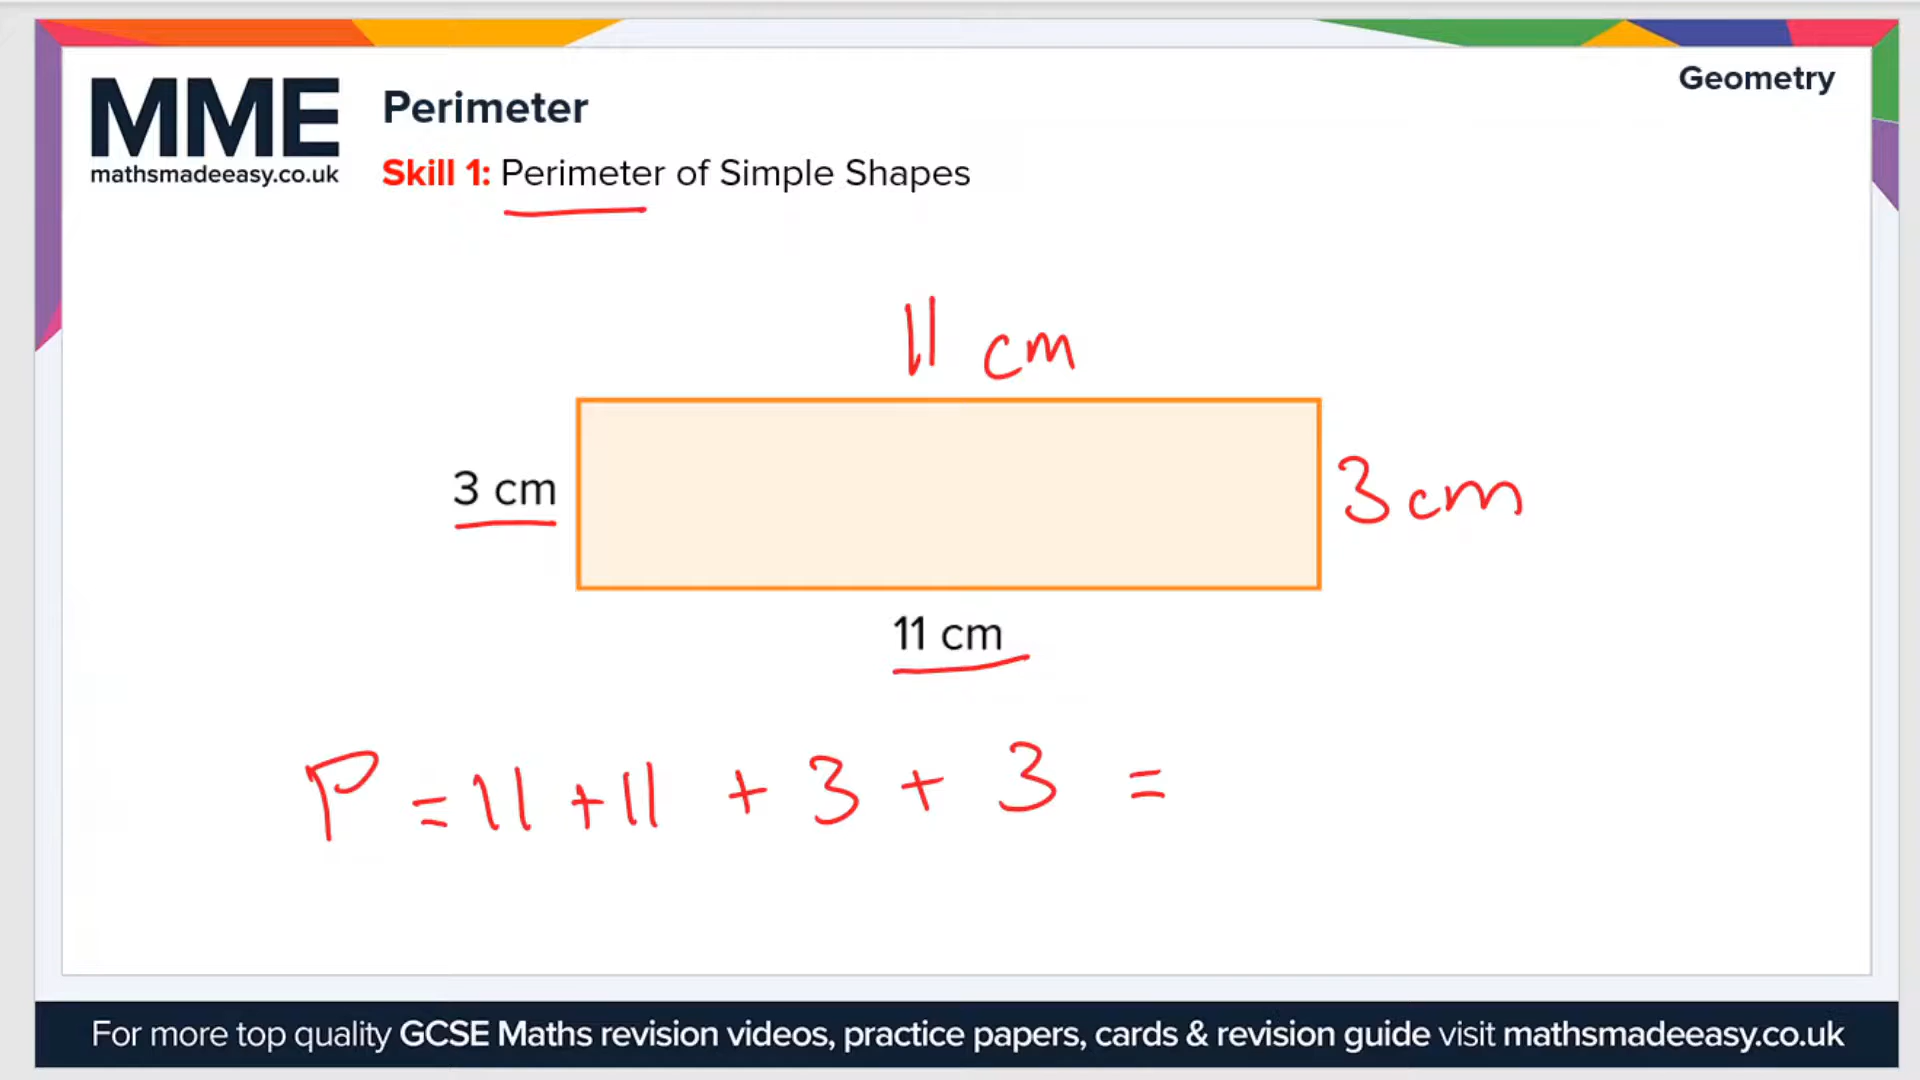 MME
mathsmadeeasy.co.uk
Perimeter
Geometry
Skill 1: Perimeter of Simple Shapes
11 cm
3 cm
3 cm
11 cm
P = 11 + 11 + 3 + 3 =
For more top quality GCSE Maths revision videos, practice papers, cards & revision guide visit mathsmadeeasy.co.uk